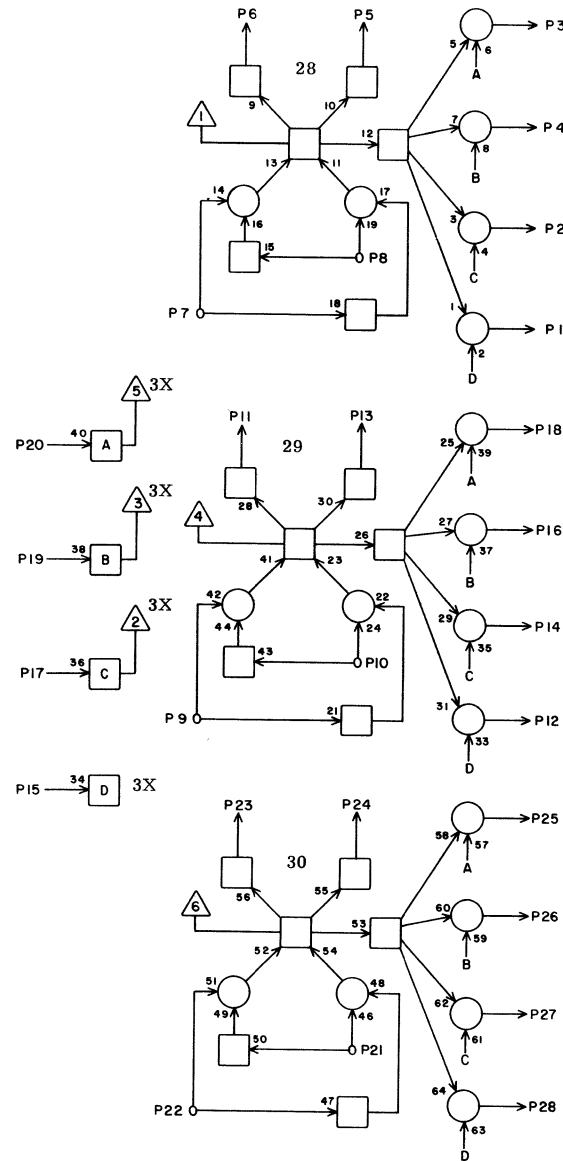 P6 P5 P3
28 5 6
9 10 A
1 12 7 P4
13 11 8
14 17 B
16 19 3 P2
15 4
P8 C
P7 18 1 P1
2
D
5 3X
P20 40 A
P11 P13 P18
29 25 39
3 3X A
28 30
P19 38 B 4 26 27 P16
41 23 37
42 22 B
2 3X 44 24 29 P14
43 35
P17 36 C P10 C
P9 21 31 P12
33
D
P15 34 D 3X
P23 P24 P25
30 58 57
56 55 A
6 53 60 P26
52 54 59
51 48 B
49 46 62 P27
50 61
P21 C
P22 47 64 P28
63
D